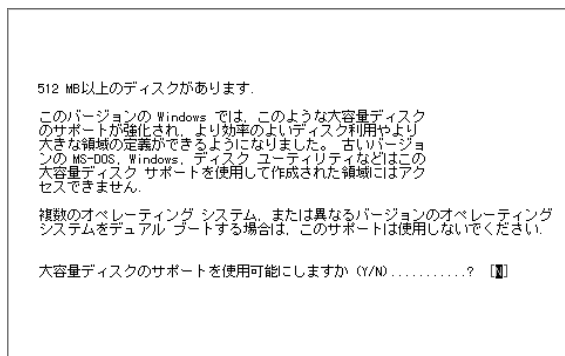 512 MB以上のディスクがあります.
このバージョンの Windows では, このような大容量ディスク
のサポートが強化され, より効率のよいディスク利用やより
大きな領域の定義ができるようになりました。 古いバージョ
ンの MS-DOS, Windows, ディスク ユーティリティなどはこの
大容量ディスク サポートを使用して作成された領域にはアク
セスできません.
複数のオペレーティング システム, または異なるバージョンのオペレーティング
システムをデュアル ブートする場合は, このサポートは使用しないでください.
大容量ディスクのサポートを使用可能にしますか (Y/N)...........? [N]